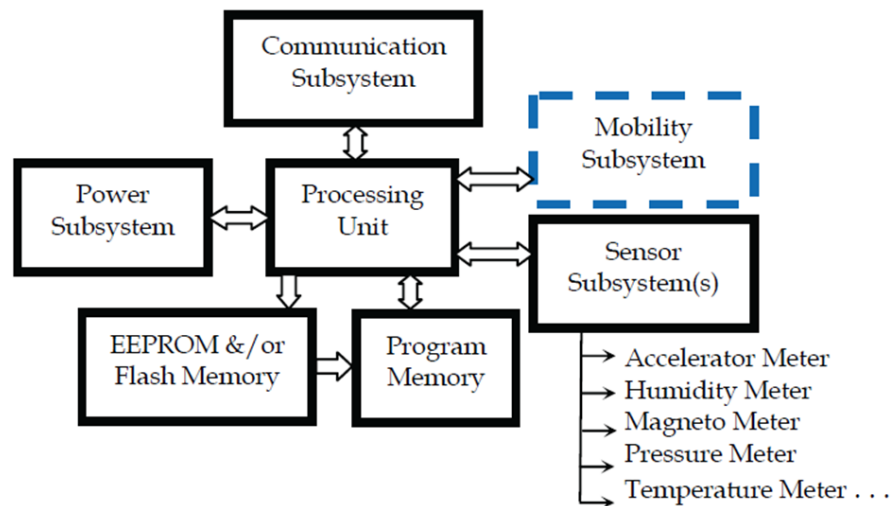 Communication
Subsystem
Mobility
Subsystem
Power
Subsystem
Processing
Unit
Sensor
Subsystem(s)
EEPROM &/or
Flash Memory
Program
Memory
Accelerator Meter
Humidity Meter
Magneto Meter
Pressure Meter
Temperature Meter . . .